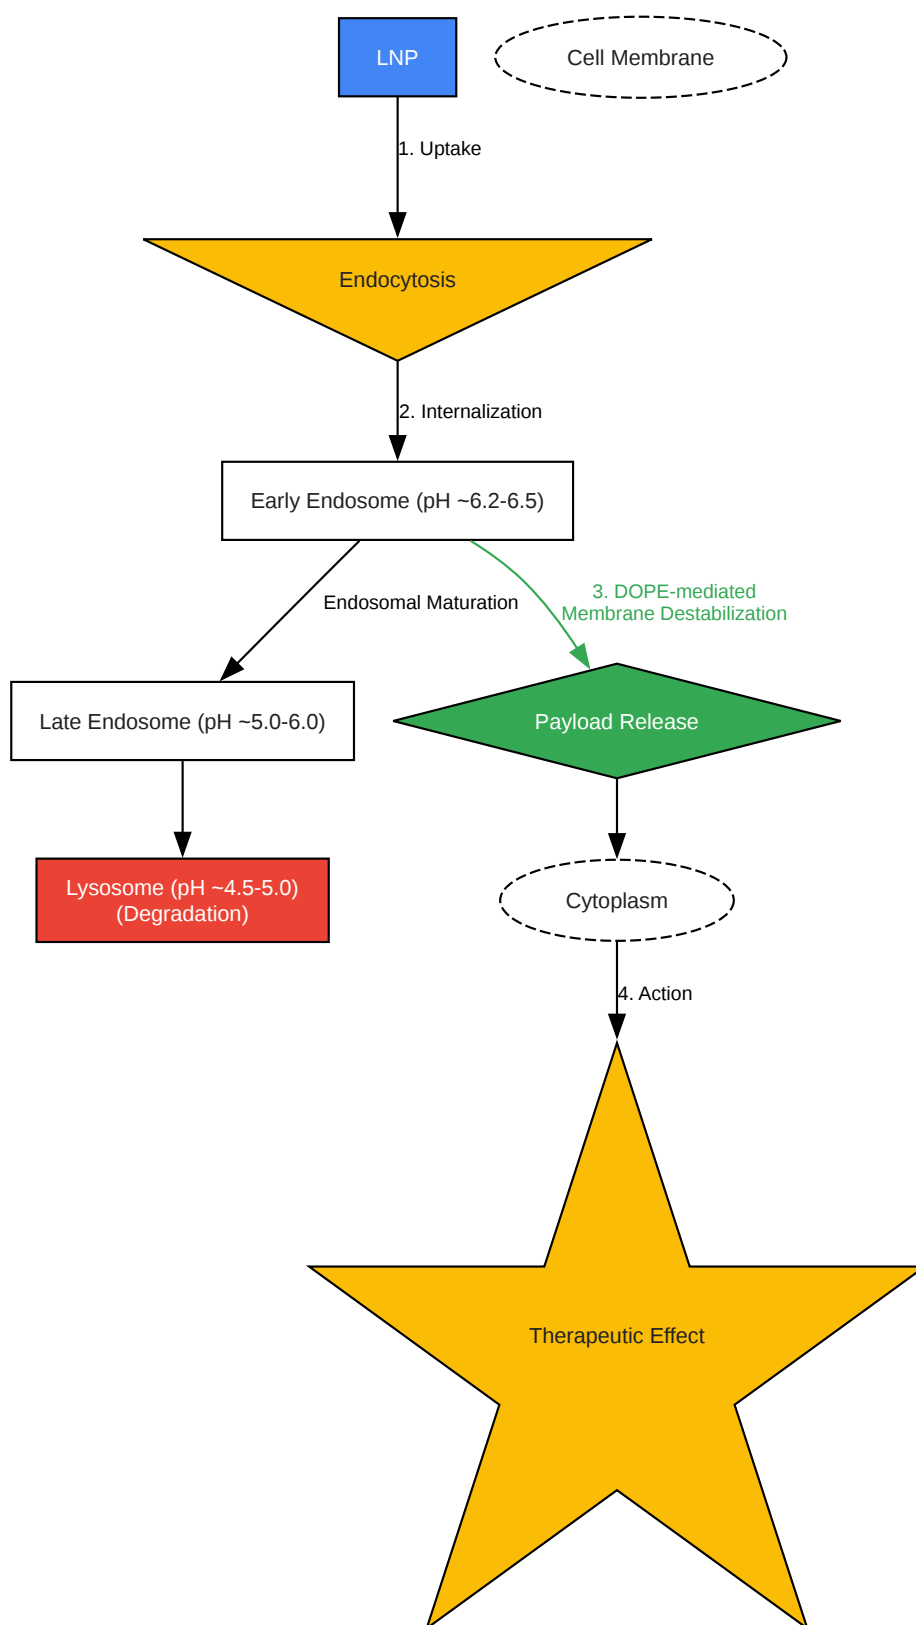 LNP
Cell Membrane
1. Uptake
Endocytosis
2. Internalization
Early Endosome (pH ~6.2-6.5)
Endosomal Maturation
3. DOPE-mediated
Membrane Destabilization
Late Endosome (pH ~5.0-6.0)
Payload Release
Lysosome (pH ~4.5-5.0)
(Degradation)
Cytoplasm
4. Action
Therapeutic Effect